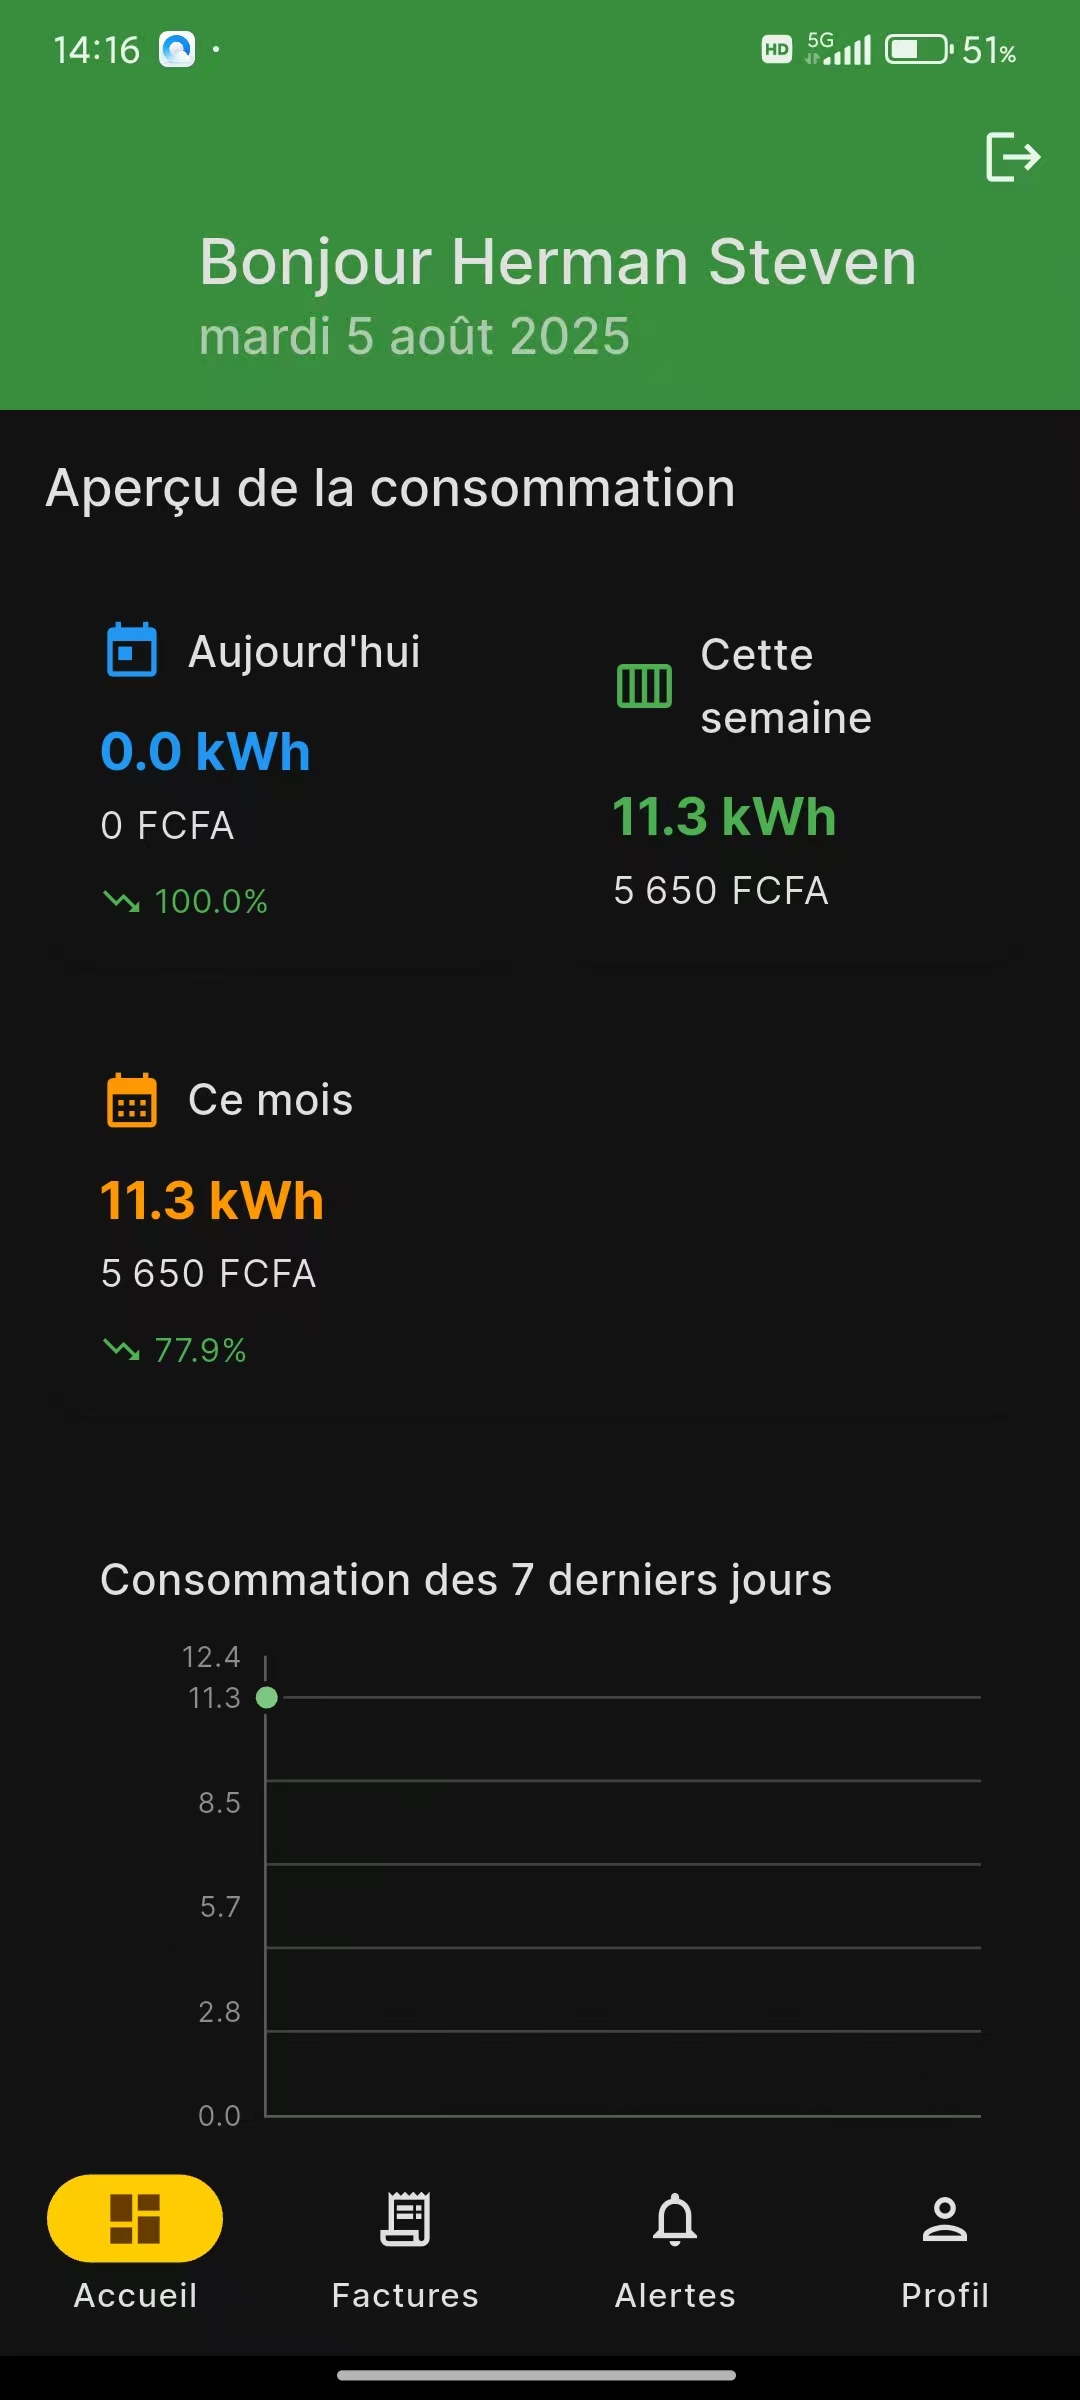 14:16
HD 5G 51%
Bonjour Herman Steven
mardi 5 août 2025
Aperçu de la consommation
Aujourd'hui
0.0 kWh
0 FCFA
100.0%
Cette
semaine
11.3 kWh
5 650 FCFA
Ce mois
11.3 kWh
5 650 FCFA
77.9%
Consommation des 7 derniers jours
12.4
11.3
8.5
5.7
2.8
0.0
Accueil
Factures
Alertes
Profil